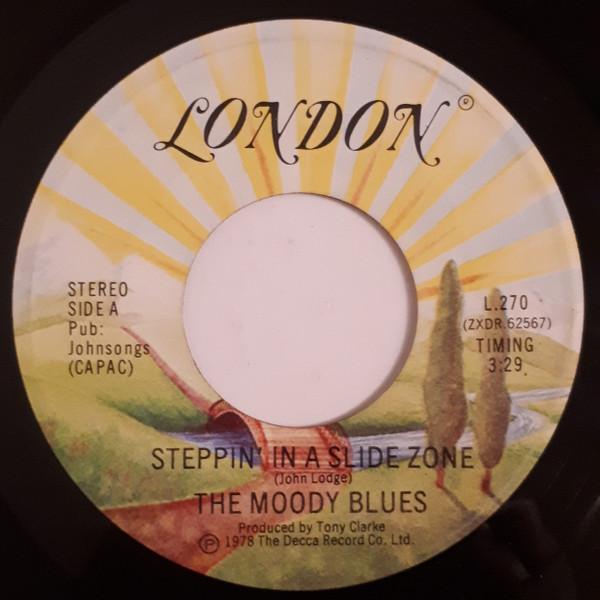 LONDON®
STEREO
SIDE A
Pub:
Johnsongs
(CAPAC)
L.270
(ZXDR.62567)
TIMING
3:29
STEPPIN' IN A SLIDE ZONE
(John Lodge)
THE MOODY BLUES
Produced by Tony Clarke
℗ 1978 The Decca Record Co. Ltd.